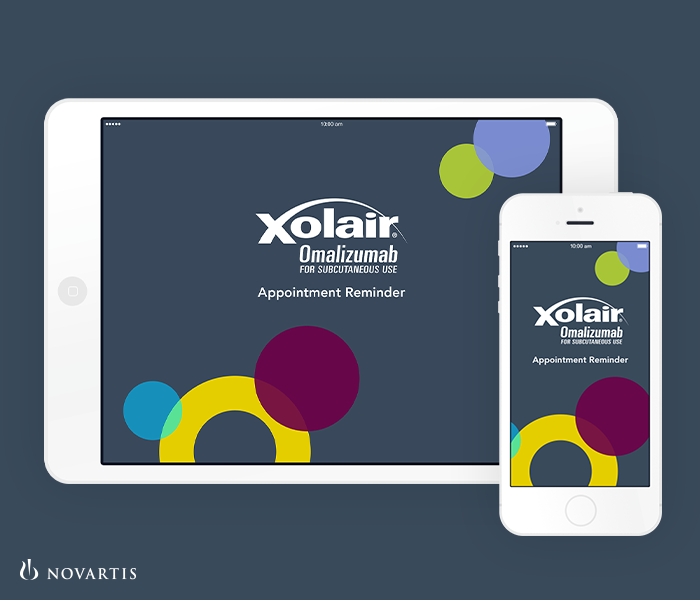 10:00 am
Xolair®
Omalizumab
FOR SUBCUTANEOUS USE
Appointment Reminder
10:00 am
Xolair®
Omalizumab
FOR SUBCUTANEOUS USE
Appointment Reminder
NOVARTIS